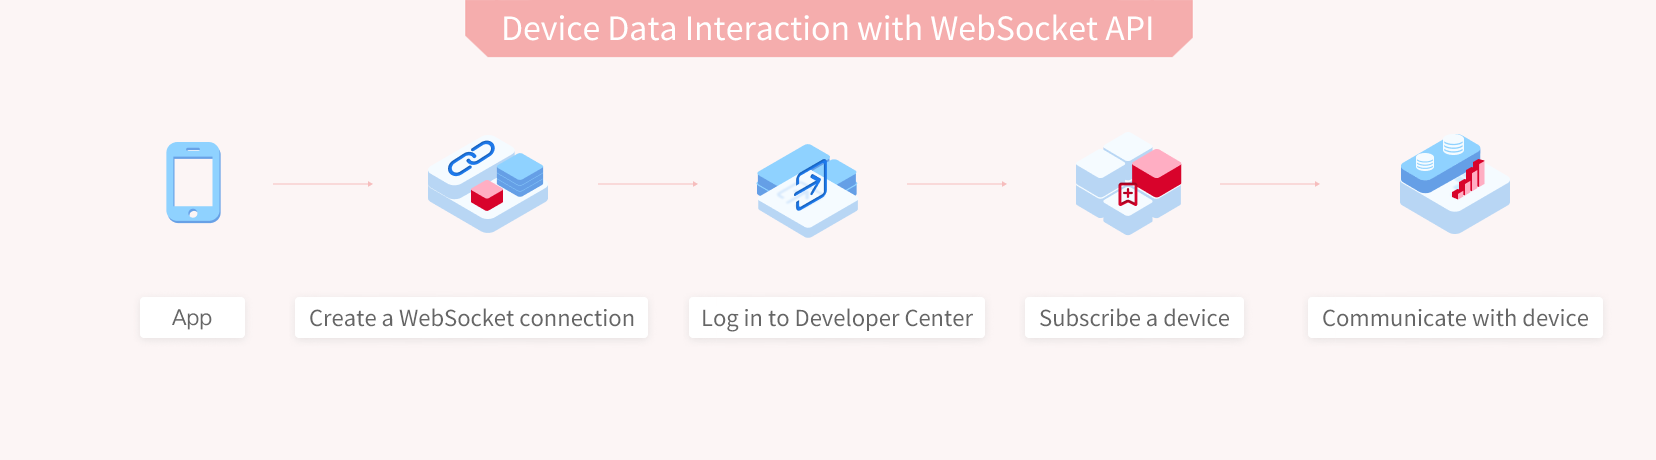 Device Data Interaction with WebSocket API
App
Create a WebSocket connection
Log in to Developer Center
Subscribe a device
Communicate with device